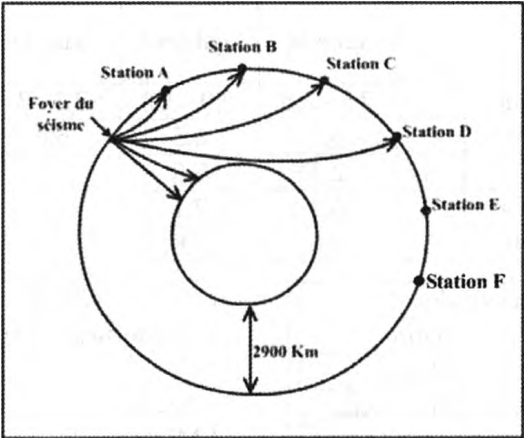 Station B
Station A
Station C
Foyer du
séisme
Station D
Station E
Station F
2900 Km